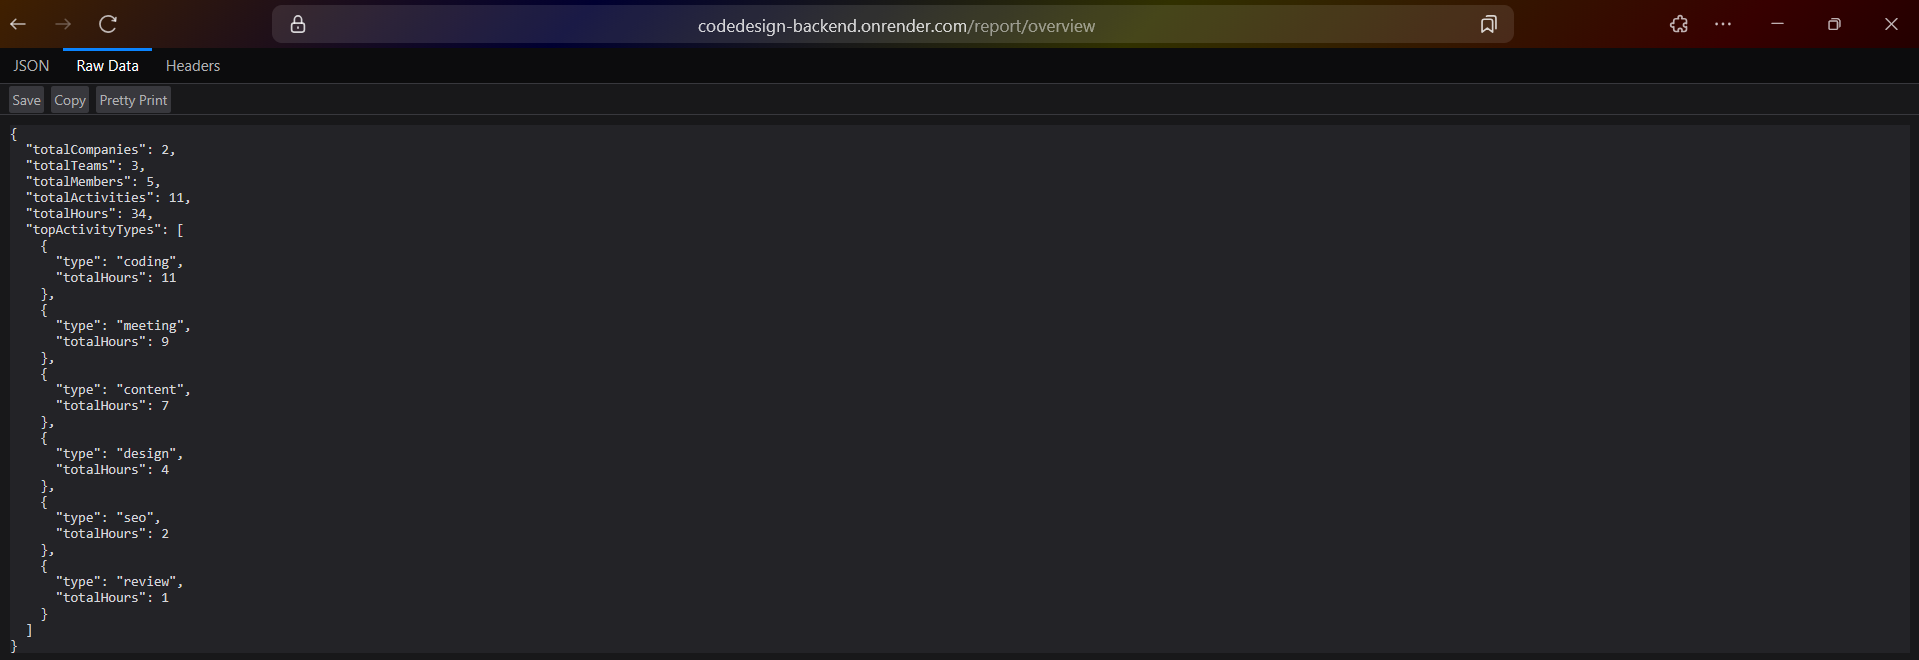 codedesign-backend.onrender.com/report/overview
JSON Raw Data Headers
Save Copy Pretty Print
{
  "totalCompanies": 2,
  "totalTeams": 3,
  "totalMembers": 5,
  "totalActivities": 11,
  "totalHours": 34,
  "topActivityTypes": [
    {
      "type": "coding",
      "totalHours": 11
    },
    {
      "type": "meeting",
      "totalHours": 9
    },
    {
      "type": "content",
      "totalHours": 7
    },
    {
      "type": "design",
      "totalHours": 4
    },
    {
      "type": "seo",
      "totalHours": 2
    },
    {
      "type": "review",
      "totalHours": 1
    }
  ]
}